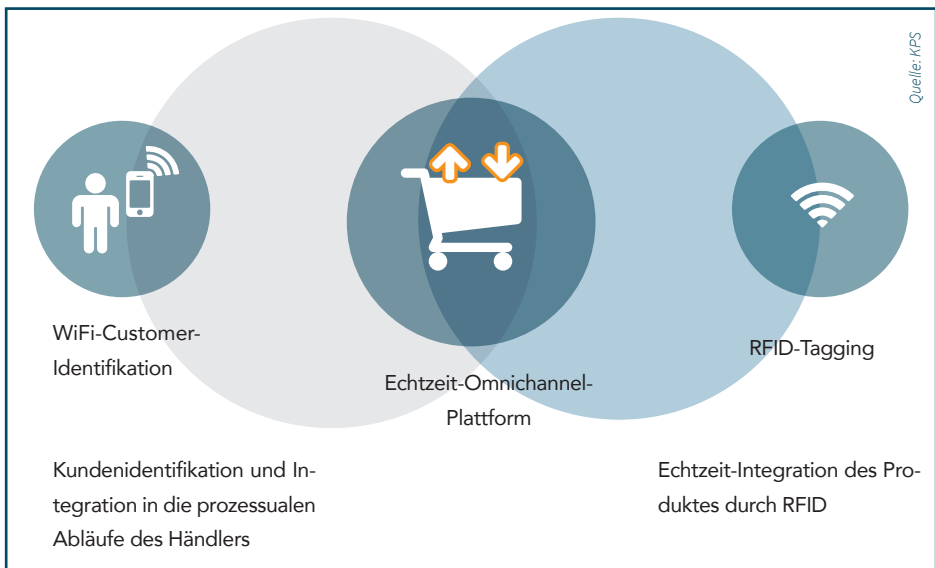 Quelle: KPS
WiFi-Customer-
Identifikation
Echtzeit-Omnichannel-
Plattform
RFID-Tagging
Kundenidentifikation und In-
tegration in die prozessualen
Abläufe des Händlers
Echtzeit-Integration des Pro-
duktes durch RFID